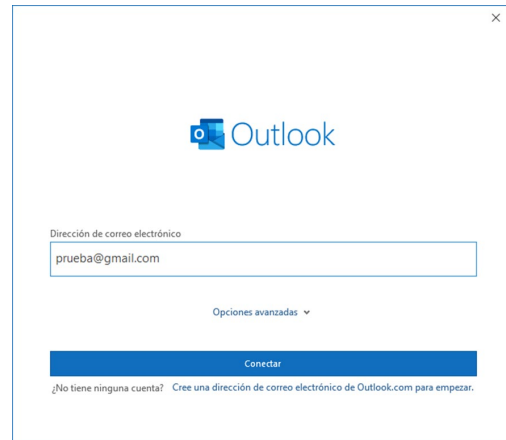 Outlook
Dirección de correo electrónico
prueba@gmail.com
Opciones avanzadas
Conectar
¿No tiene ninguna cuenta? Cree una dirección de correo electrónico de Outlook.com para empezar.